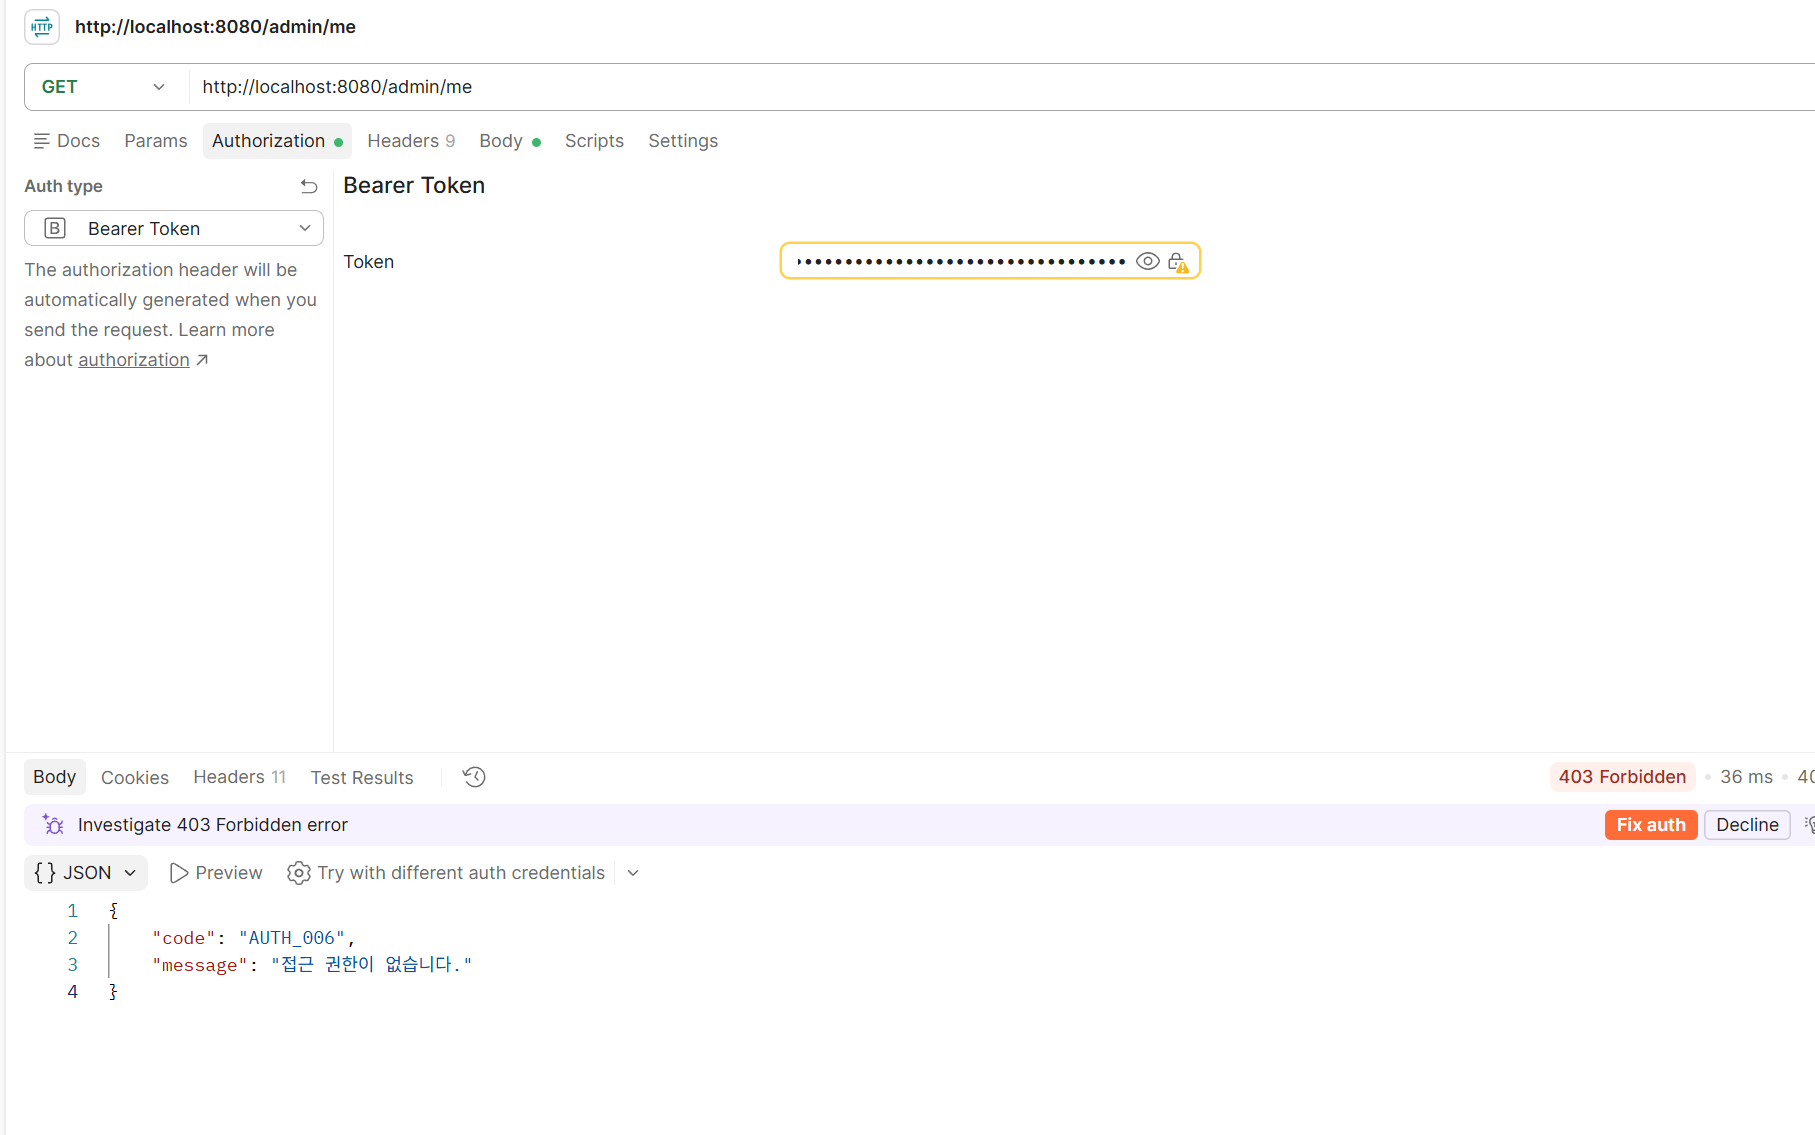 HTTP http://localhost:8080/admin/me
GET http://localhost:8080/admin/me
Docs Params Authorization Headers 9 Body Scripts Settings
Auth type
B Bearer Token
The authorization header will be
automatically generated when you
send the request. Learn more
about authorization ↗
Bearer Token
Token ••••••••••••••••••••••••••••••••
Body Cookies Headers 11 Test Results
403 Forbidden • 36 ms •
Investigate 403 Forbidden error
Fix auth Decline
{} JSON Preview Try with different auth credentials
1 {
2 "code": "AUTH_006",
3 "message": "접근 권한이 없습니다."
4 }